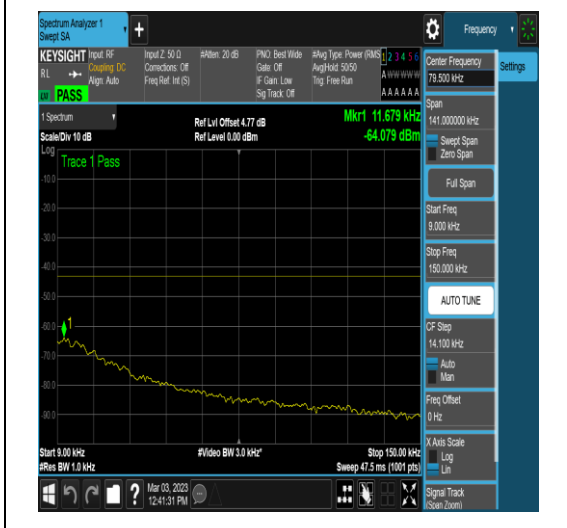 Spectrum Analyzer 1
Swept SA
+
Frequency
KEYSIGHT
RL
PASS
Input: RF
Coupling: DC
Align: Auto
Input Z: 50 Ω
Corrections: Off
Freq Ref: Int (S)
#Atten: 20 dB
PNO: Best Wide
Gate: Off
IF Gain: Low
Sig Track: Off
#Avg Type: Power (RMS
Avg|Hold: 50/50
Trig: Free Run
1 2 3 4 5 6
A W W W W W
A A A A A A
1 Spectrum
Scale/Div 10 dB
Log
Ref Lvl Offset 4.77 dB
Ref Level 0.00 dBm
Mkr1 11.679 kHz
-64.079 dBm
Trace 1 Pass
-10.0
-20.0
-30.0
-40.0
-50.0
-60.0
-70.0
-80.0
-90.0
1
Start 9.00 kHz
#Res BW 1.0 kHz
#Video BW 3.0 kHz*
Stop 150.00 kHz
Sweep 47.5 ms (1001 pts)
?
Mar 03, 2023
12:41:31 PM
Center Frequency
79.500 kHz
Settings
Span
141.000000 kHz
Swept Span
Zero Span
Full Span
Start Freq
9.000 kHz
Stop Freq
150.000 kHz
AUTO TUNE
CF Step
14.100 kHz
Auto
Man
Freq Offset
0 Hz
X Axis Scale
Log
Lin
Signal Track
(Span Zoom)